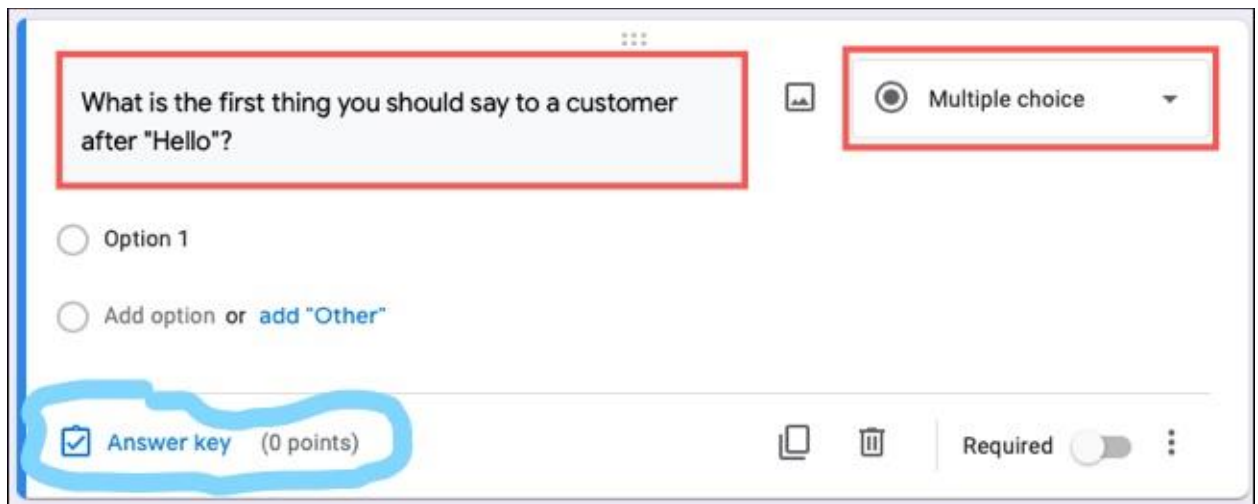 What is the first thing you should say to a customer
after "Hello"?
Multiple choice
Option 1
Add option or add "Other"
Answer key (0 points)
Required